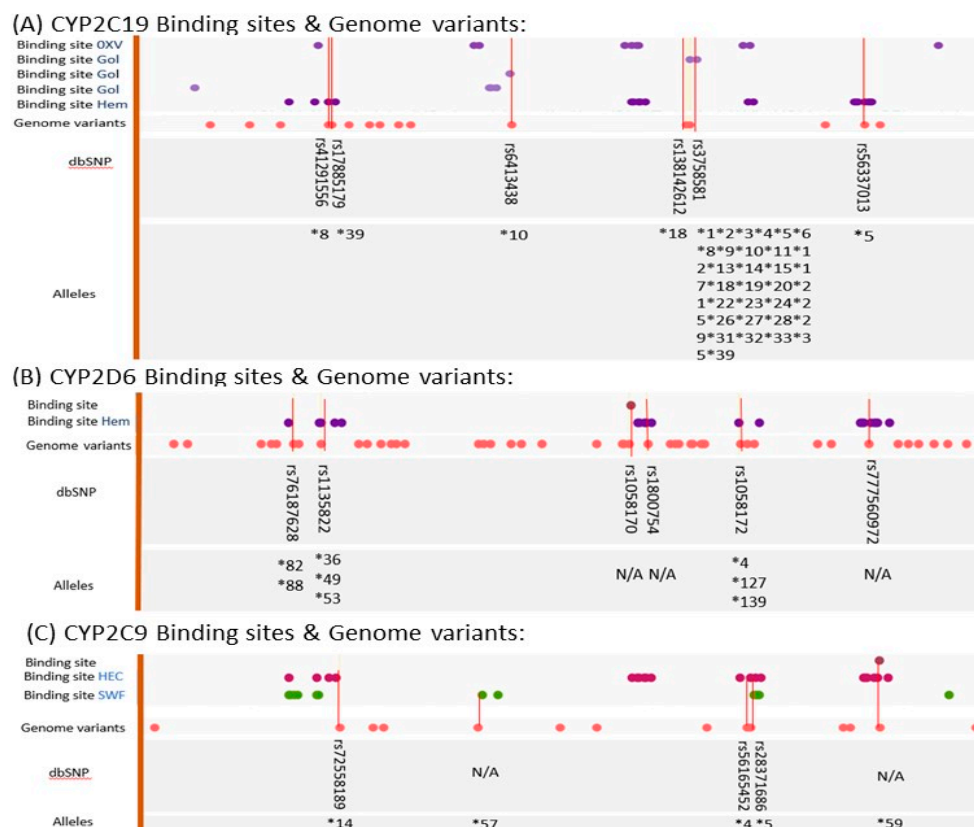 (A) CYP2C19 Binding sites & Genome variants:
Binding site 0XV
Binding site Gol
Binding site Gol
Binding site Gol
Binding site Hem
Genome variants
dbSNP
rs41291556
rs17885179
rs6413438
rs138142612
rs3758581
rs56337013
Alleles
*8 *39
*10
*18
*1*2*3*4*5*6
*8*9*10*11*1
2*13*14*15*1
7*18*19*20*2
1*22*23*24*2
5*26*27*28*2
9*31*32*33*3
5*39
*5
(B) CYP2D6 Binding sites & Genome variants:
Binding site
Binding site Hem
Genome variants
dbSNP
rs76187628
rs1135822
rs1058170
rs1800754
rs1058172
rs777560972
Alleles
*82
*88
*36
*49
*53
N/A N/A
*4
*127
*139
N/A
(C) CYP2C9 Binding sites & Genome variants:
Binding site
Binding site HEC
Binding site SWF
Genome variants
dbSNP
rs72558189
N/A
rs56165452
rs28371686
N/A
Alleles
*14
*57
*4 *5
*59